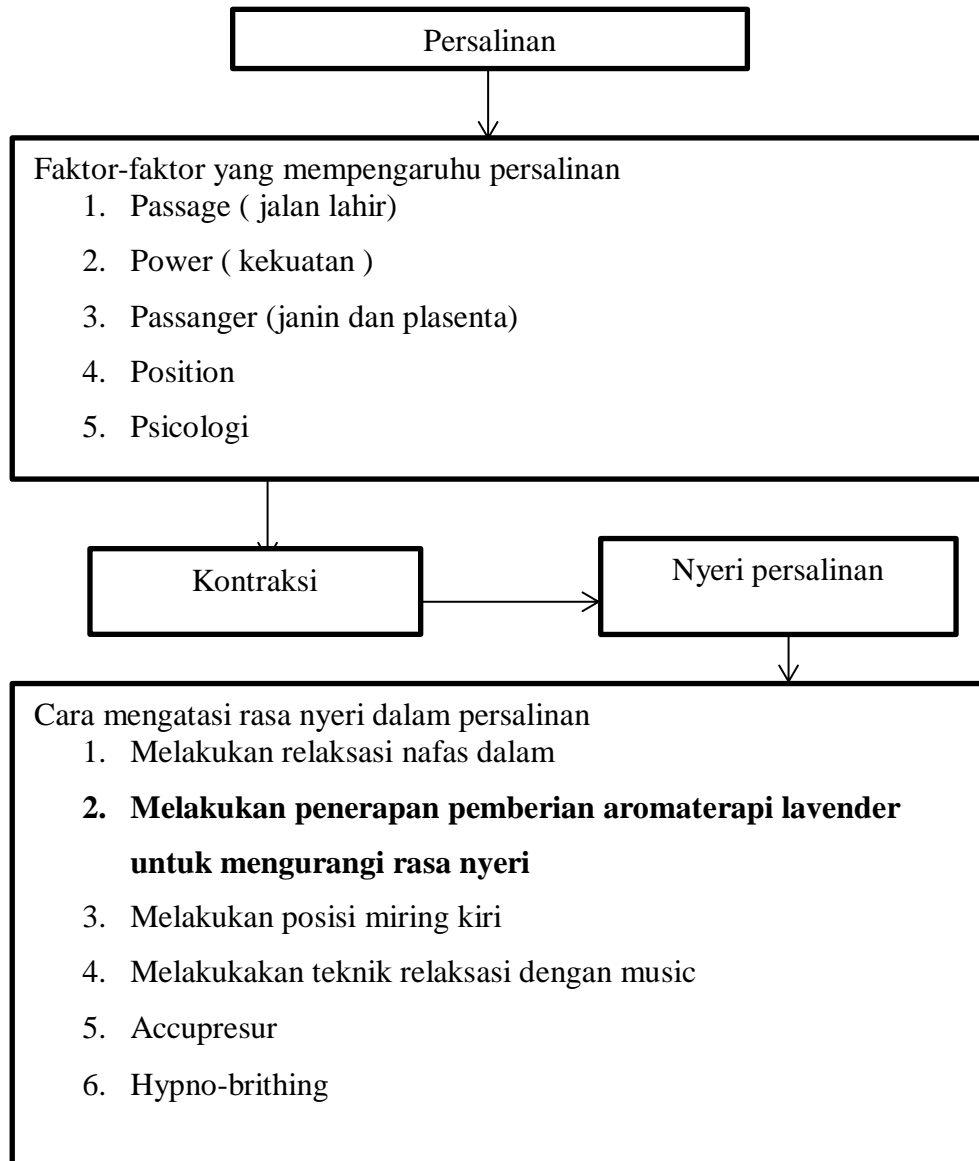 Persalinan
Faktor-faktor yang mempengaruhu persalinan
1. Passage ( jalan lahir)
2. Power ( kekuatan )
3. Passanger (janin dan plasenta)
4. Position
5. Psicologi
Kontraksi
Nyeri persalinan
Cara mengatasi rasa nyeri dalam persalinan
1. Melakukan relaksasi nafas dalam
2. Melakukan penerapan pemberian aromaterapi lavender
untuk mengurangi rasa nyeri
3. Melakukan posisi miring kiri
4. Melakukakan teknik relaksasi dengan music
5. Accupresur
6. Hypno-brithing